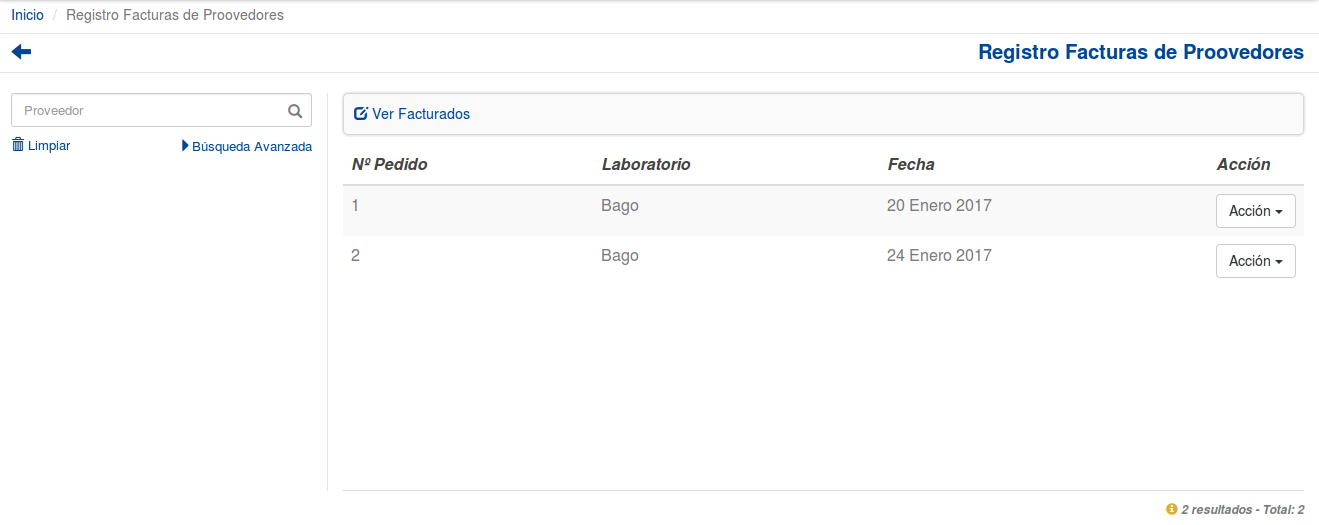 Inicio / Registro Facturas de Proovedores
Registro Facturas de Proovedores
Proveedor
Limpiar
Búsqueda Avanzada
Ver Facturados
Nº Pedido Laboratorio Fecha Acción
1 Bago 20 Enero 2017 Acción
2 Bago 24 Enero 2017 Acción
2 resultados - Total: 2